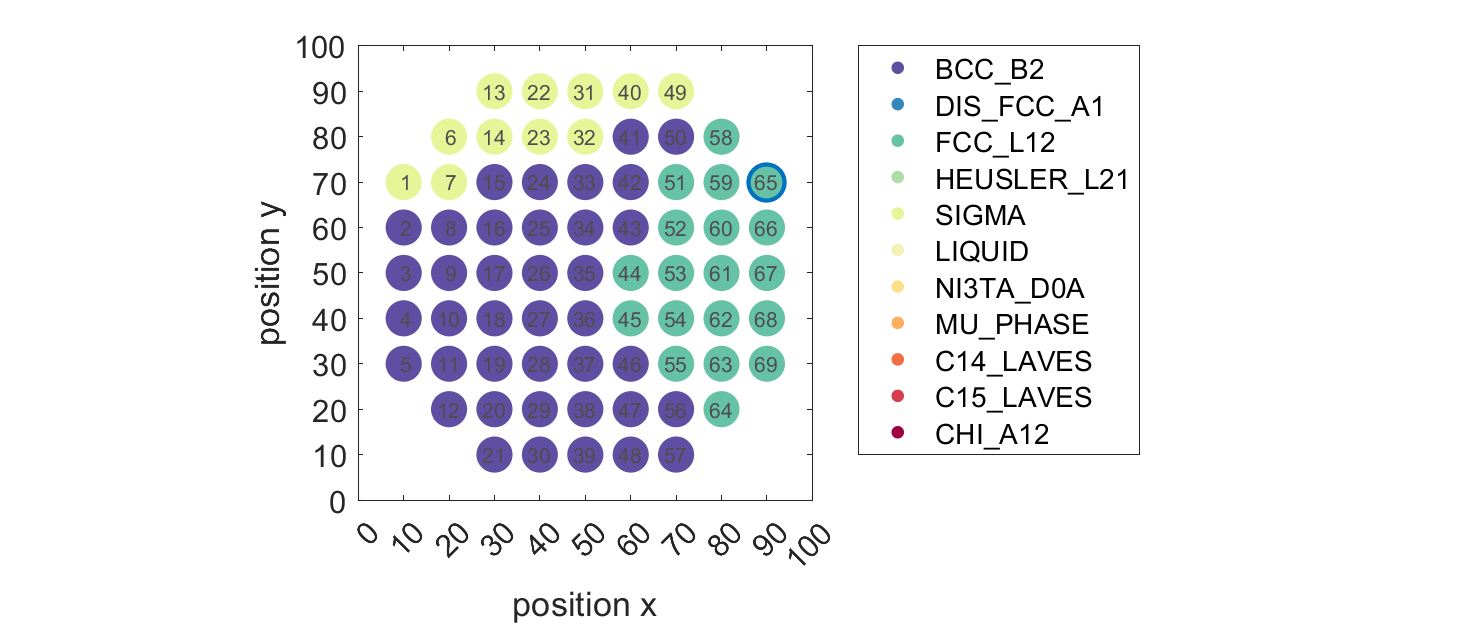 100
90
80
70
60
50
40
30
20
10
0
position y
13 22 31 40 49
6 14 23 32 41 50 58
1 7 15 24 33 42 51 59 65
2 8 16 25 34 43 52 60 66
3 9 17 26 35 44 53 61 67
4 10 18 27 36 45 54 62 68
5 11 19 28 37 46 55 63 69
12 20 29 38 47 56 64
21 30 39 48 57
0 10 20 30 40 50 60 70 80 90 100
position x
BCC_B2
DIS_FCC_A1
FCC_L12
HEUSLER_L21
SIGMA
LIQUID
NI3TA_D0A
MU_PHASE
C14_LAVES
C15_LAVES
CHI_A12